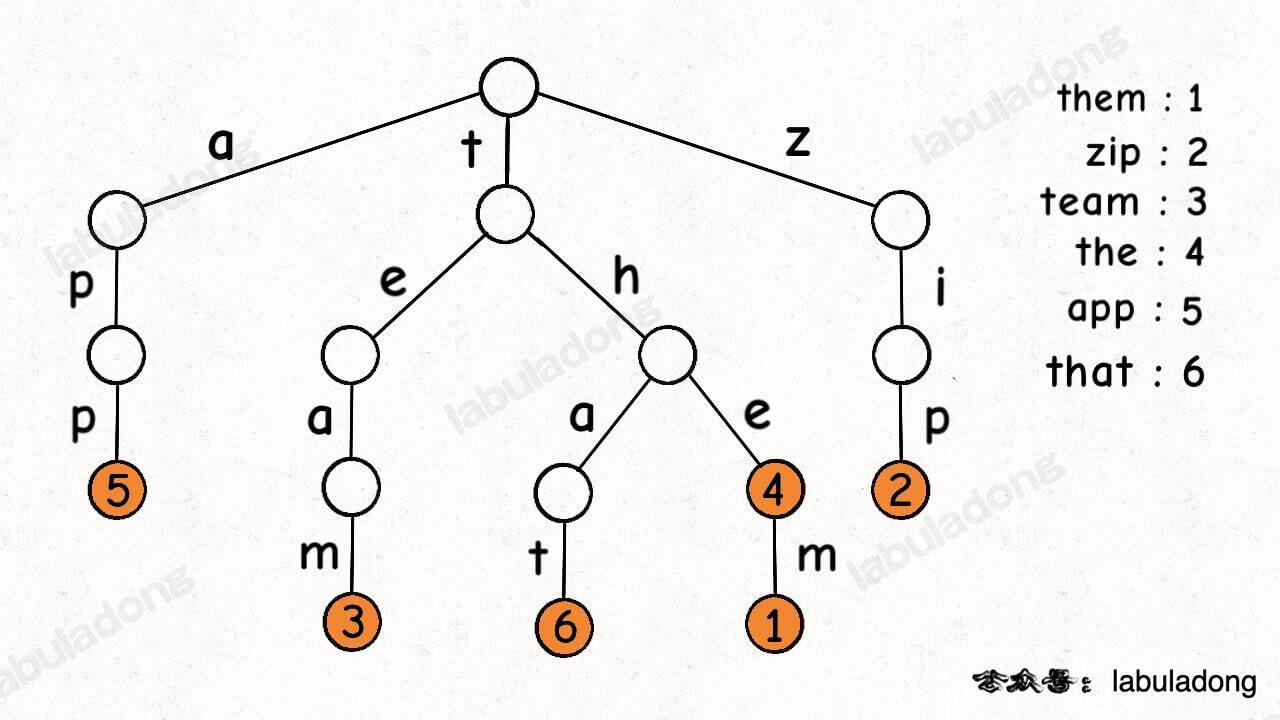 a
t
z
them : 1
zip : 2
team : 3
the : 4
app : 5
that : 6
p
e
h
i
p
a
a
e
p
5
4
2
m
t
m
3
6
1
labuladong
labuladong
labuladong
labuladong
labuladong
公众号：labuladong